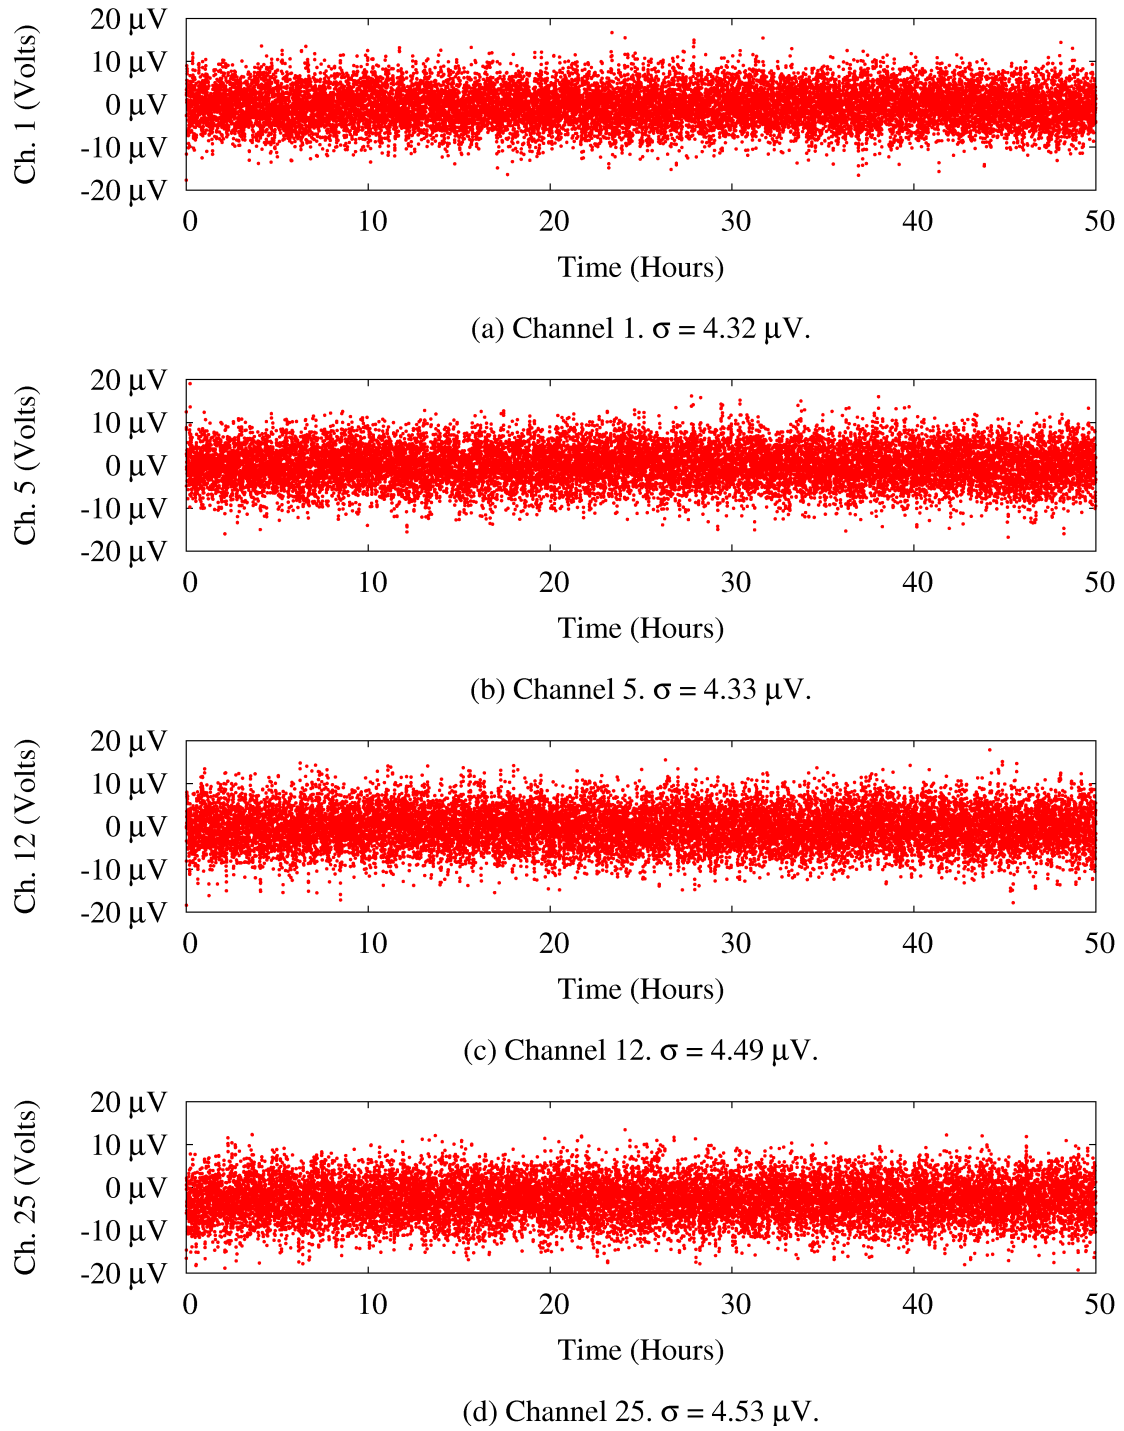 20 μV
10 μV
0 μV
-10 μV
-20 μV
Ch. 1 (Volts)
0 10 20 30 40 50
Time (Hours)
(a) Channel 1. σ = 4.32 μV.
20 μV
10 μV
0 μV
-10 μV
-20 μV
Ch. 5 (Volts)
0 10 20 30 40 50
Time (Hours)
(b) Channel 5. σ = 4.33 μV.
20 μV
10 μV
0 μV
-10 μV
-20 μV
Ch. 12 (Volts)
0 10 20 30 40 50
Time (Hours)
(c) Channel 12. σ = 4.49 μV.
20 μV
10 μV
0 μV
-10 μV
-20 μV
Ch. 25 (Volts)
0 10 20 30 40 50
Time (Hours)
(d) Channel 25. σ = 4.53 μV.